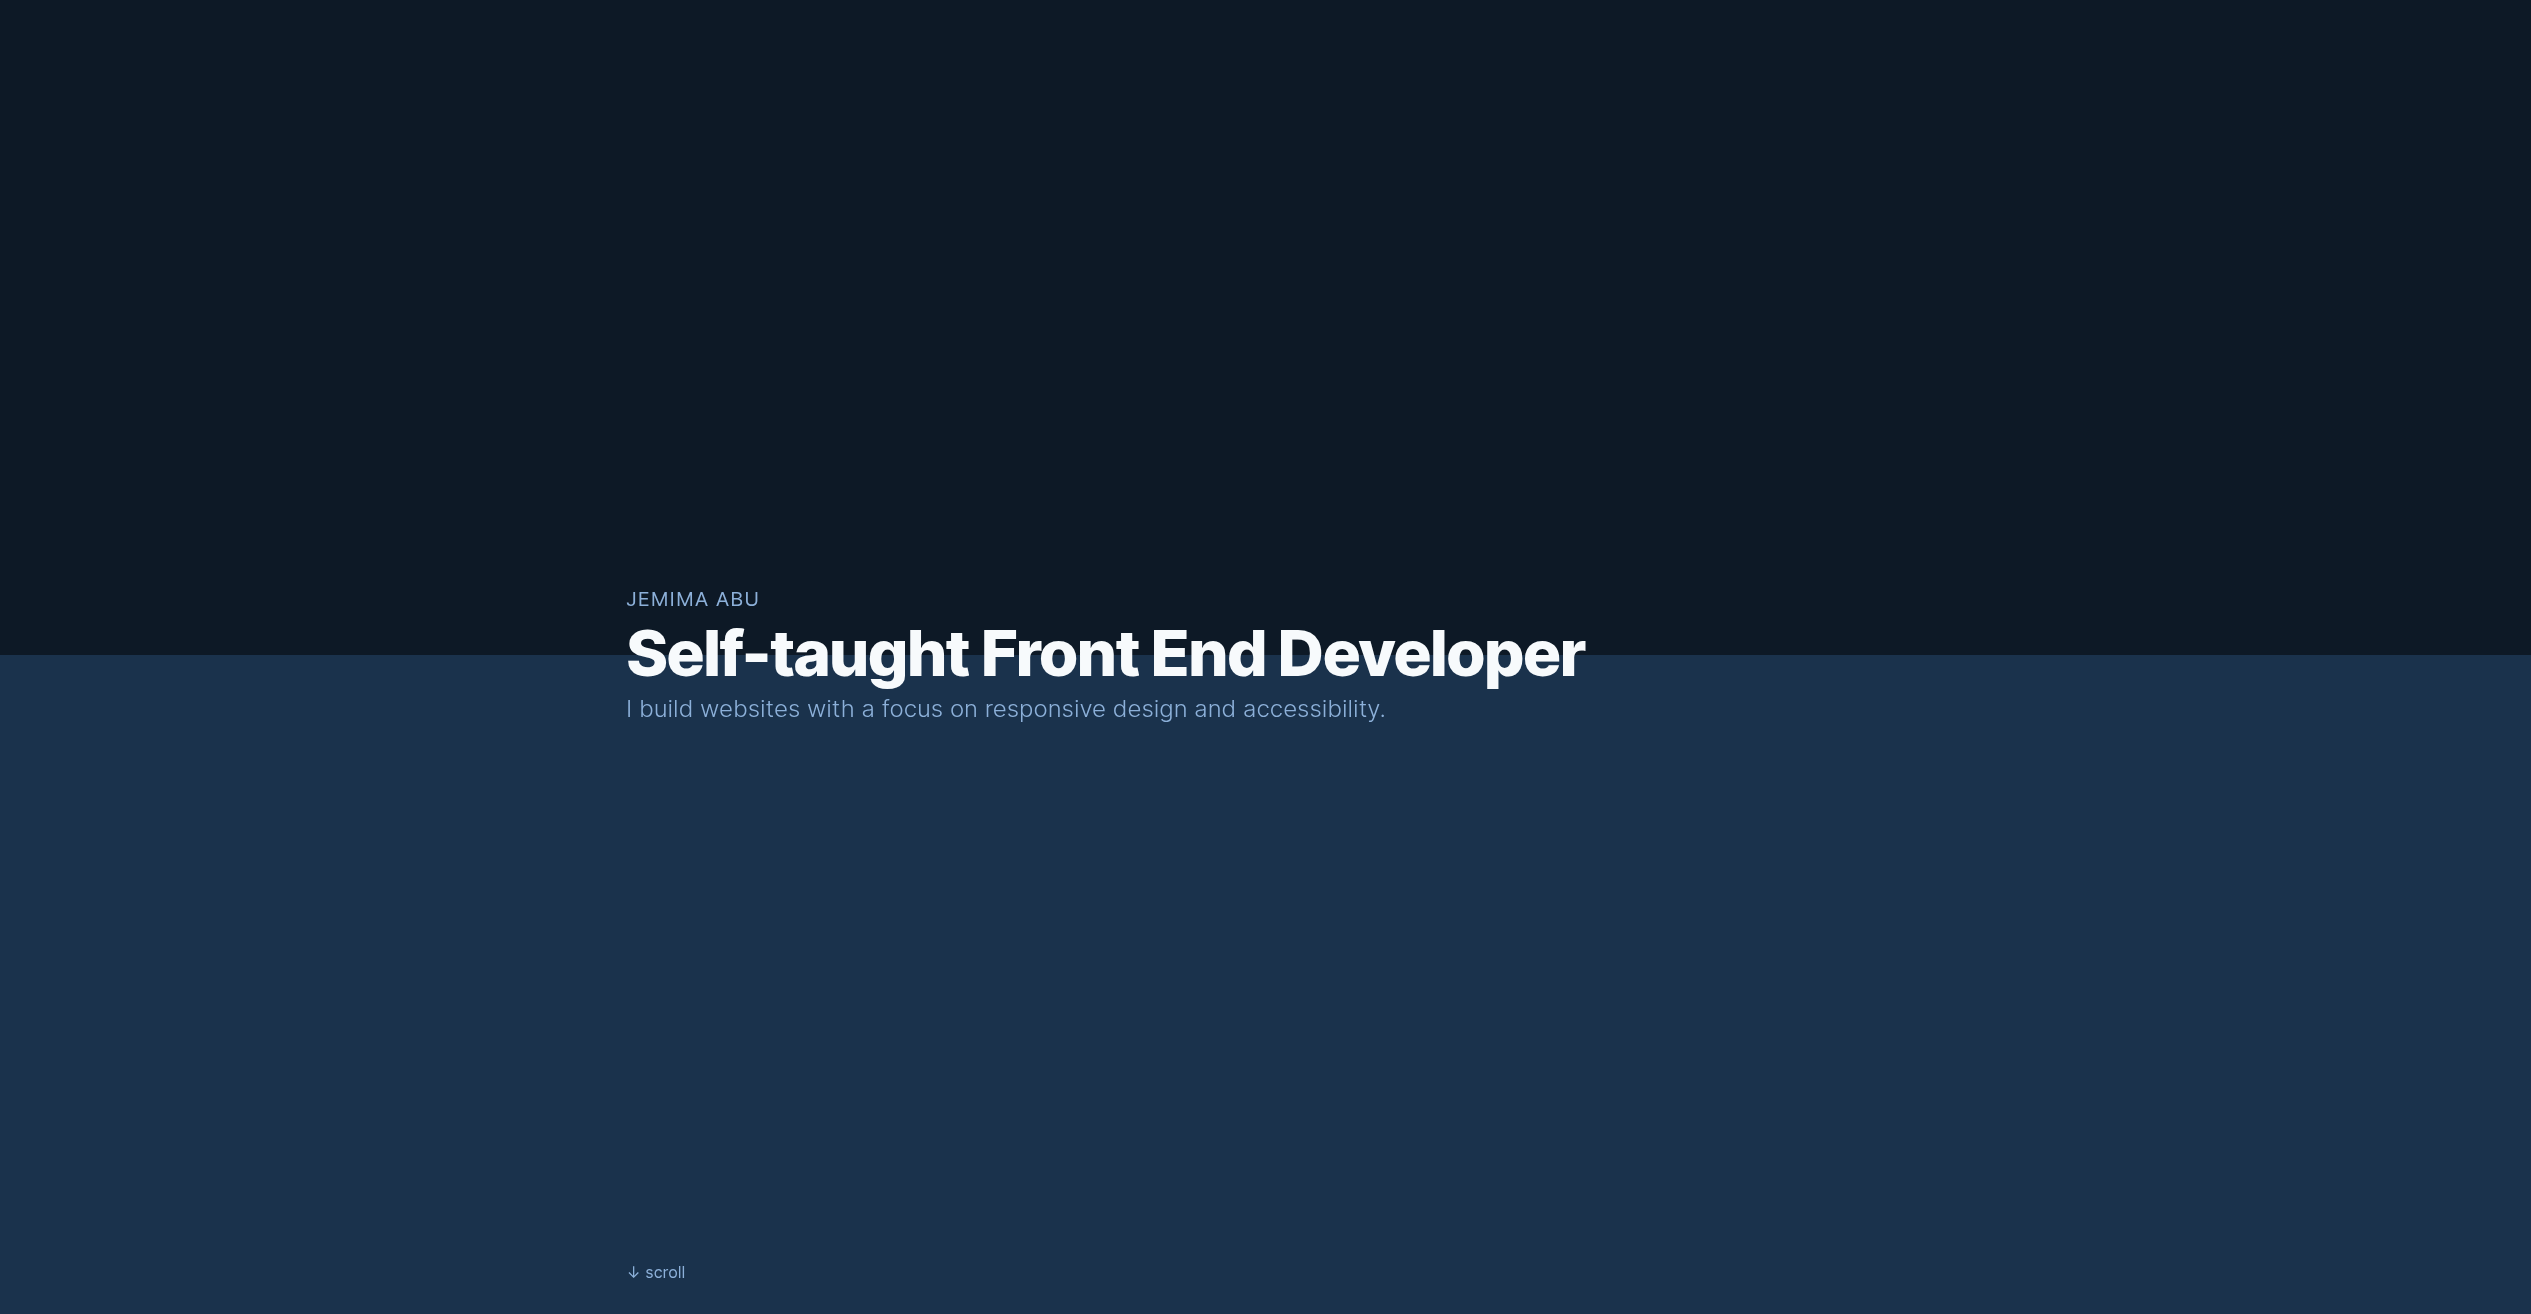 JEMIMA ABU
Self-taught Front End Developer
I build websites with a focus on responsive design and accessibility.
↓ scroll